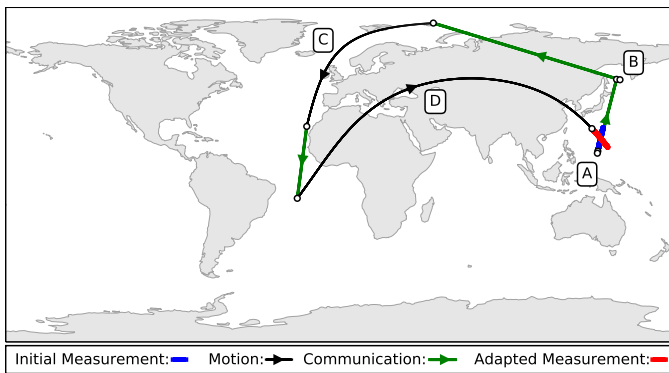 C
B
D
A
Initial Measurement: Motion: Communication: Adapted Measurement: